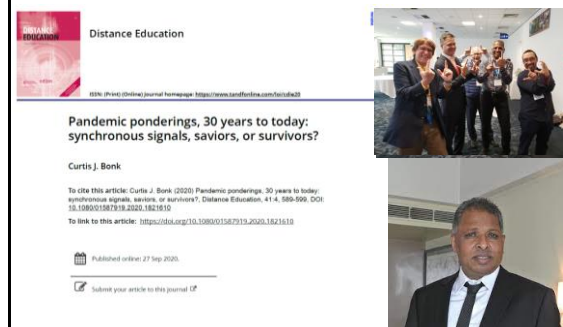 DISTANCE
EDUCATION
Distance Education
ISSN: (Print) (Online) Journal homepage: https://www.tandfonline.com/loi/cdie20
Pandemic ponderings, 30 years to today:
synchronous signals, saviors, or survivors?
Curtis J. Bonk
To cite this article: Curtis J. Bonk (2020) Pandemic ponderings, 30 years to today:
synchronous signals, saviors, or survivors?, Distance Education, 41:4, 589-599, DOI:
10.1080/01587919.2020.1821610
To link to this article: https://doi.org/10.1080/01587919.2020.1821610
Published online: 27 Sep 2020.
Submit your article to this journal